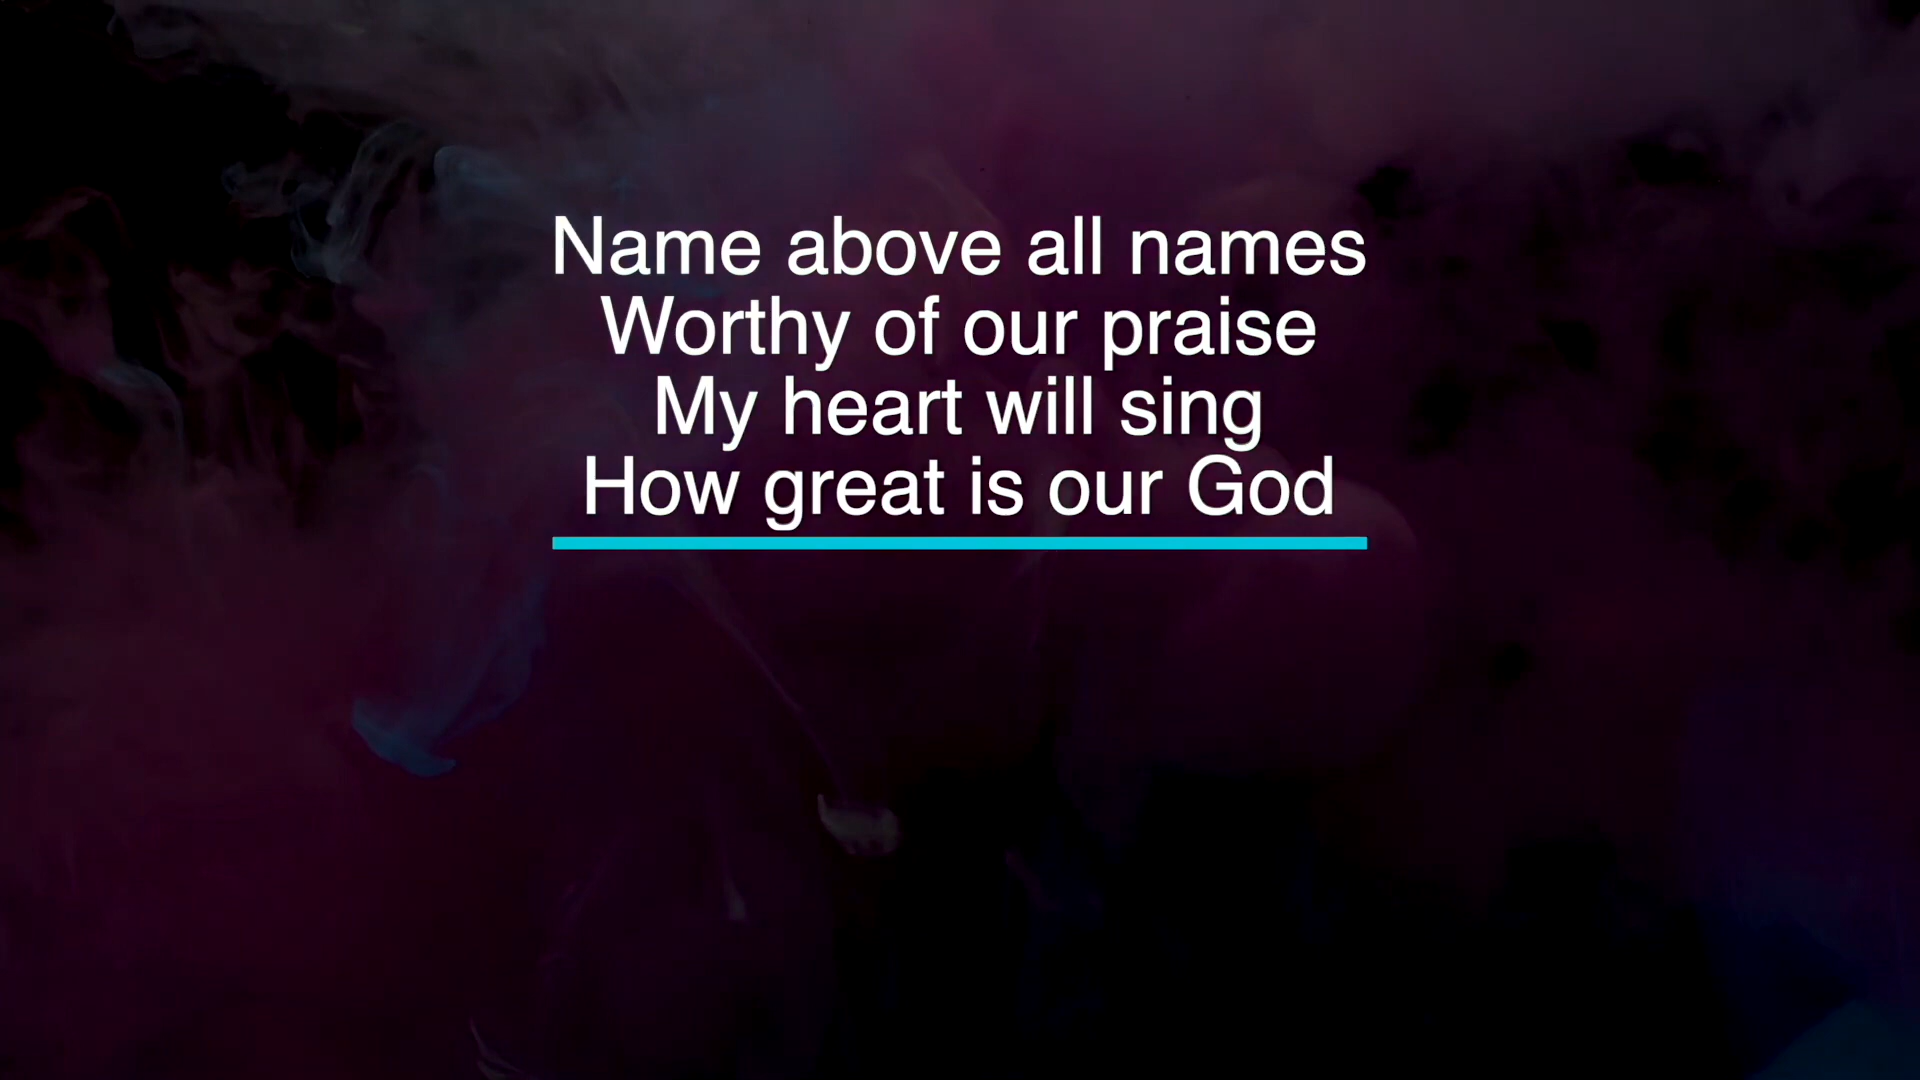 Name above all names
Worthy of our praise
My heart will sing
How great is our God